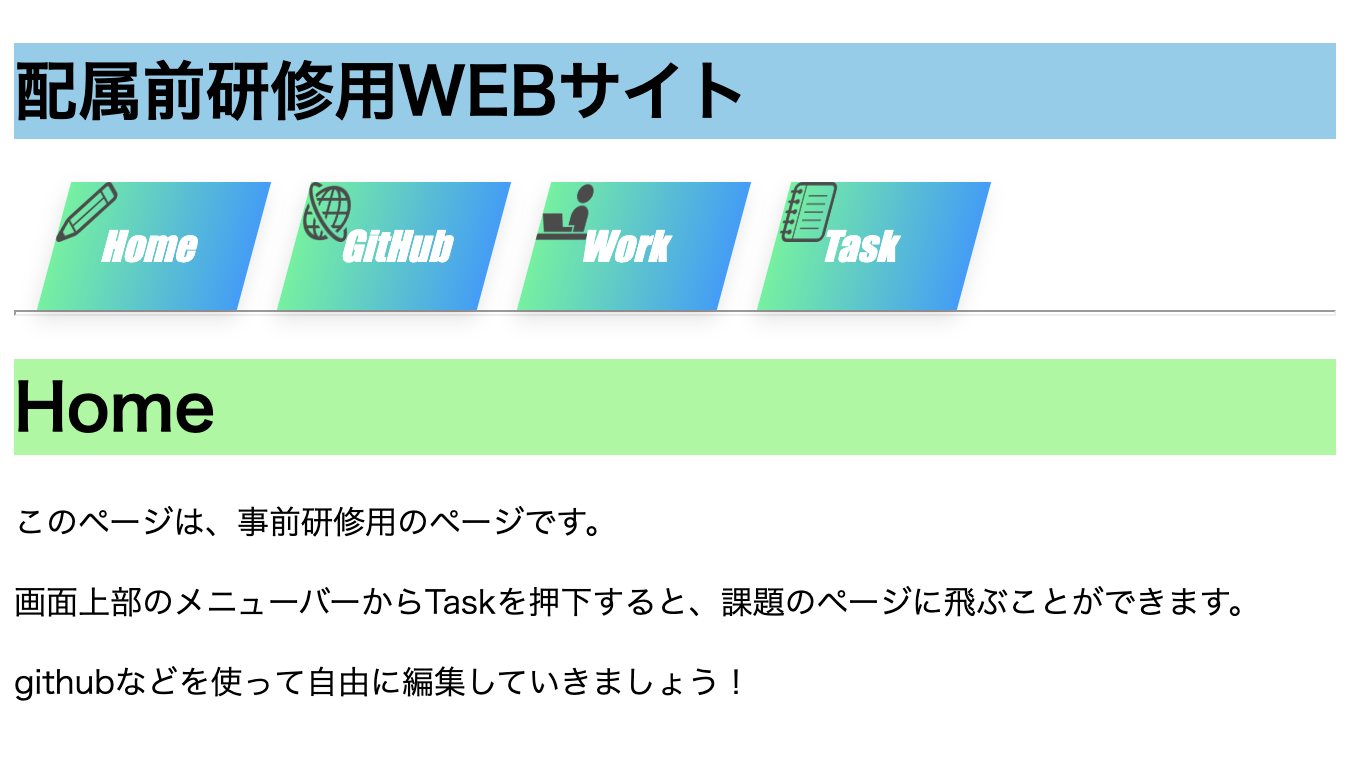 配属前研修用WEBサイト
Home
GitHub
Work
Task
Home
このページは、事前研修用のページです。
画面上部のメニューバーからTaskを押下すると、課題のページに飛ぶことができます。
githubなどを使って自由に編集していきましょう！